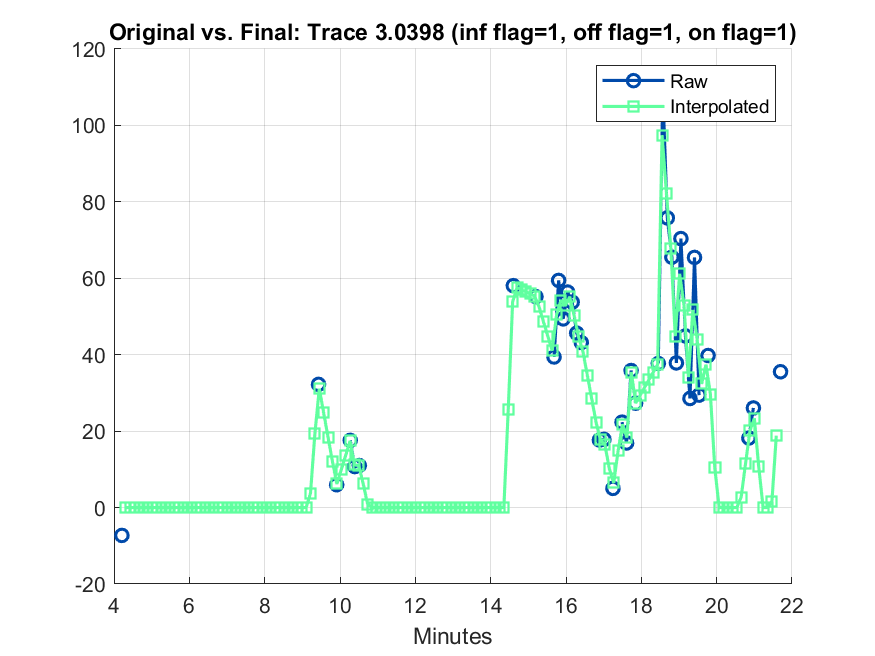 Original vs. Final: Trace 3.0398 (inf flag=1, off flag=1, on flag=1)
120
100
80
60
40
20
0
-20
Raw
Interpolated
4 6 8 10 12 14 16 18 20 22
Minutes